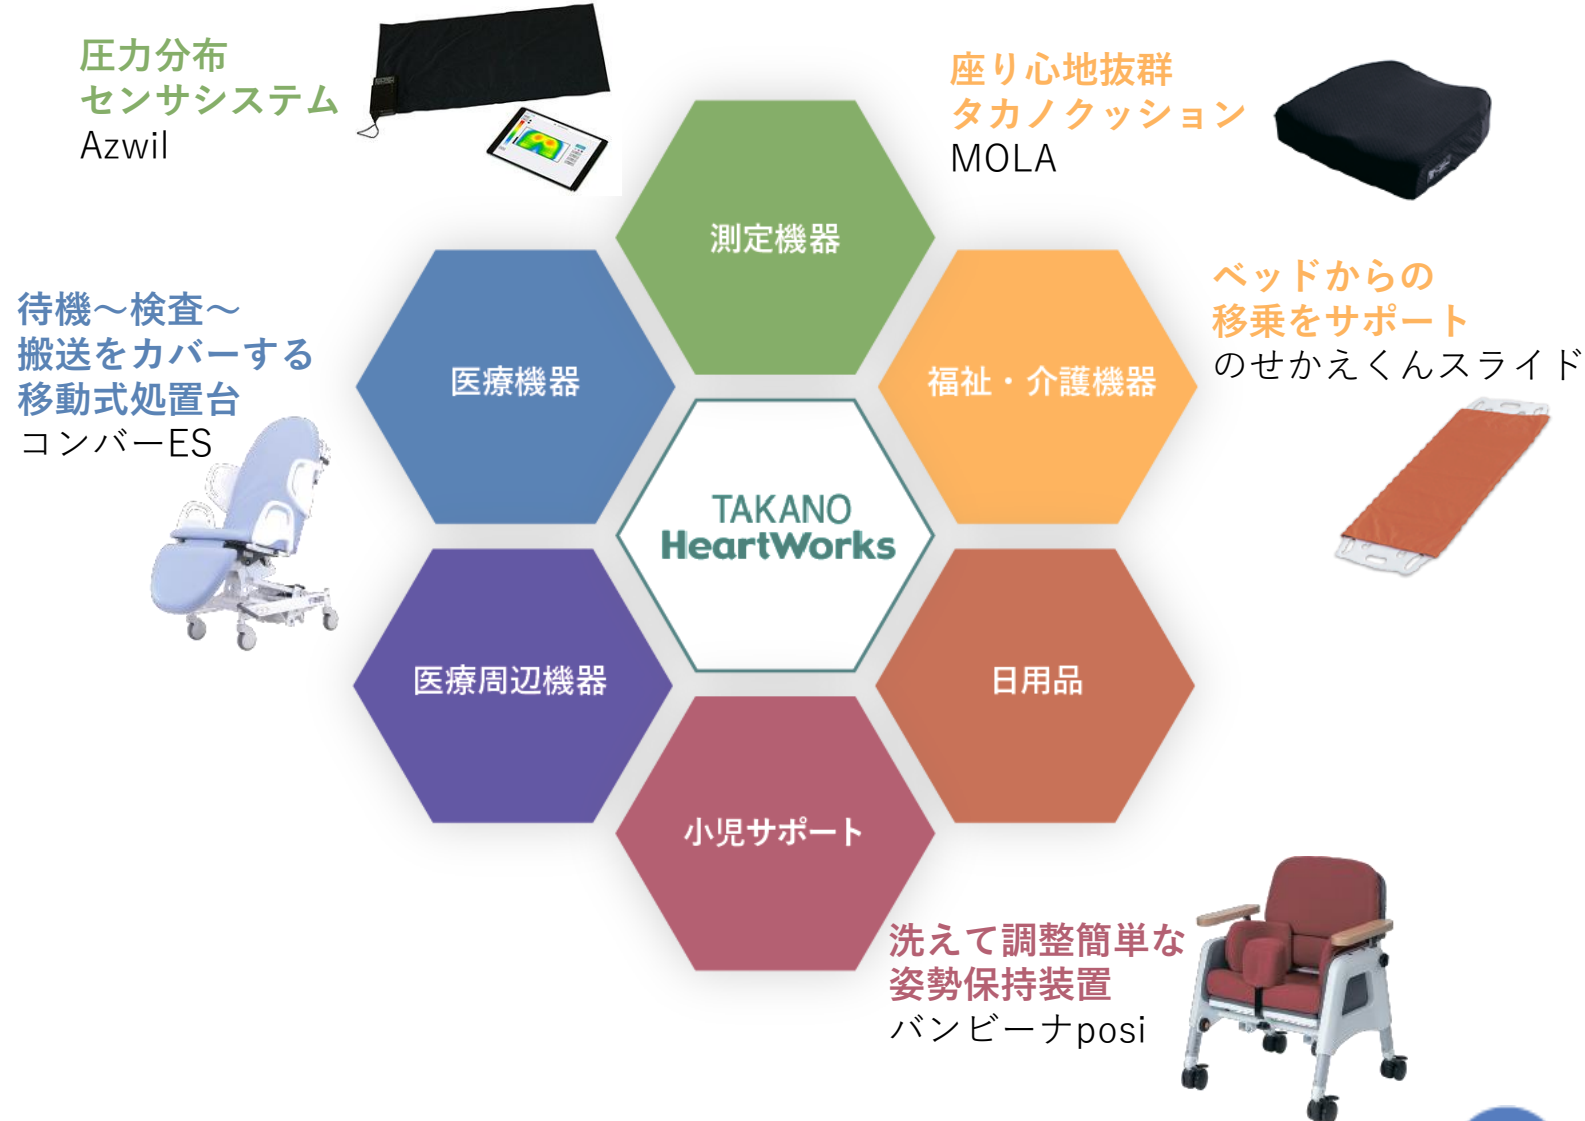 圧力分布
センサシステム
Azwil
座り心地抜群
タカノクッション
MOLA
測定機器
待機～検査～
搬送をカバーする
移動式処置台
コンバーES
医療機器
福祉・介護機器
ベッドからの
移乗をサポート
のせかえくんスライド
TAKANO
HeartWorks
医療周辺機器
日用品
小児サポート
洗えて調整簡単な
姿勢保持装置
バンビーナposi